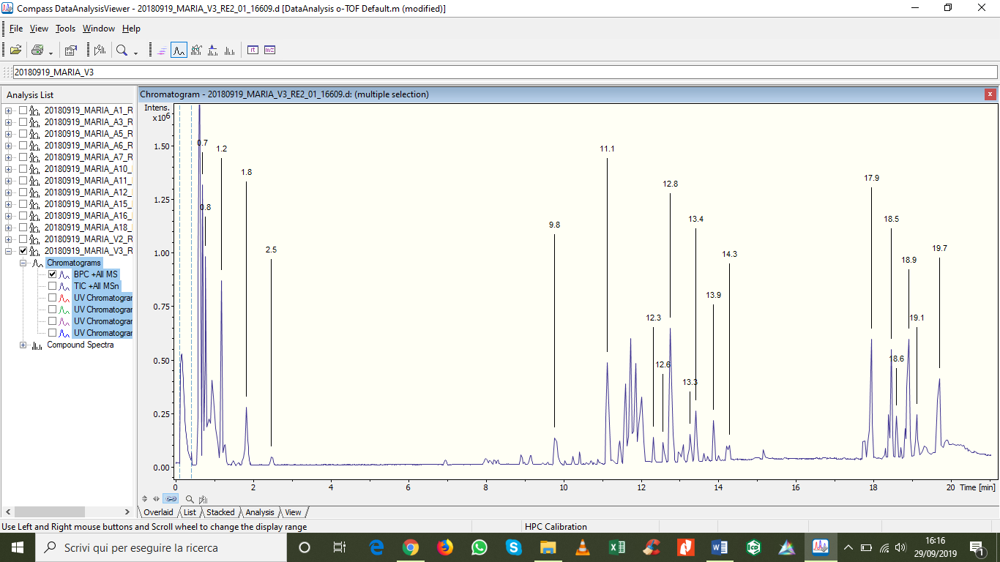 Compass DataAnalysisViewer - 20180919_MARIA_V3_RE2_01_16609.d [DataAnalysis o-TOF Default.m (modified)]
File View Tools Window Help
rt m/z
20180919_MARIA_V3
Analysis List
20180919_MARIA_A1_R
20180919_MARIA_A3_R
20180919_MARIA_A5_R
20180919_MARIA_A6_R
20180919_MARIA_A7_R
20180919_MARIA_A10_
20180919_MARIA_A11_
20180919_MARIA_A12_
20180919_MARIA_A15_
20180919_MARIA_A16_
20180919_MARIA_A18_
20180919_MARIA_V2_R
20180919_MARIA_V3_R
Chromatograms
BPC +All MS
TIC +All MSn
UV Chromatogra
UV Chromatogra
UV Chromatogra
UV Chromatogra
Compound Spectra
Chromatogram - 20180919_MARIA_V3_RE2_01_16609.d: (multiple selection) x
Intens.
x10^6
1.50
1.25
1.00
0.75
0.50
0.25
0.00
0.7
0.8
1.2
1.8
2.5
9.8
11.1
12.3
12.6
12.8
13.3
13.4
13.9
14.3
17.9
18.5
18.6
18.9
19.1
19.7
0 2 4 6 8 10 12 14 16 18 20 Time [min]
Overlaid List Stacked Analysis View
Use Left and Right mouse buttons and Scroll wheel to change the display range
HPC Calibration
Scrivi qui per eseguire la ricerca
16:16
29/09/2019
1